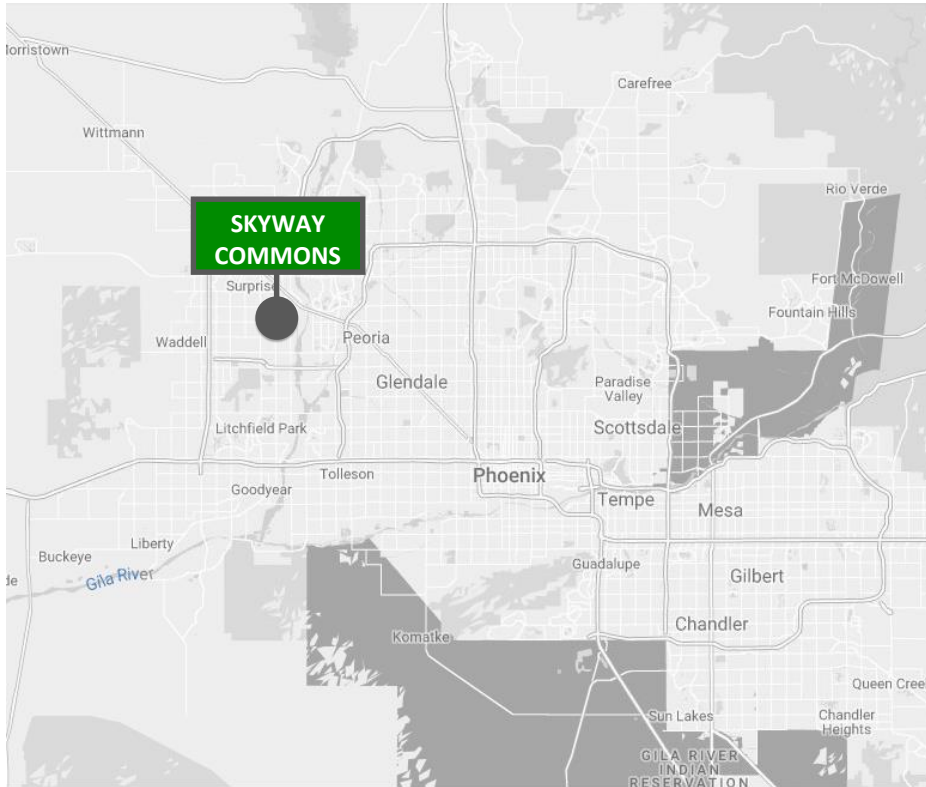 Morristown
Carefree
Wittmann
Rio Verde
SKYWAY
COMMONS
Fort McDowell
Surprise
Fountain Hills
Waddell
Peoria
Glendale
Paradise
Valley
Litchfield Park
Scottsdale
Tolleson
Phoenix
Goodyear
Tempe
Mesa
Buckeye
Liberty
Guadalupe
Gila River
Gilbert
Chandler
Komatke
Queen Cree
Sun Lakes
Chandler
Heights
GILA RIVER
INDIAN
RESERVATION